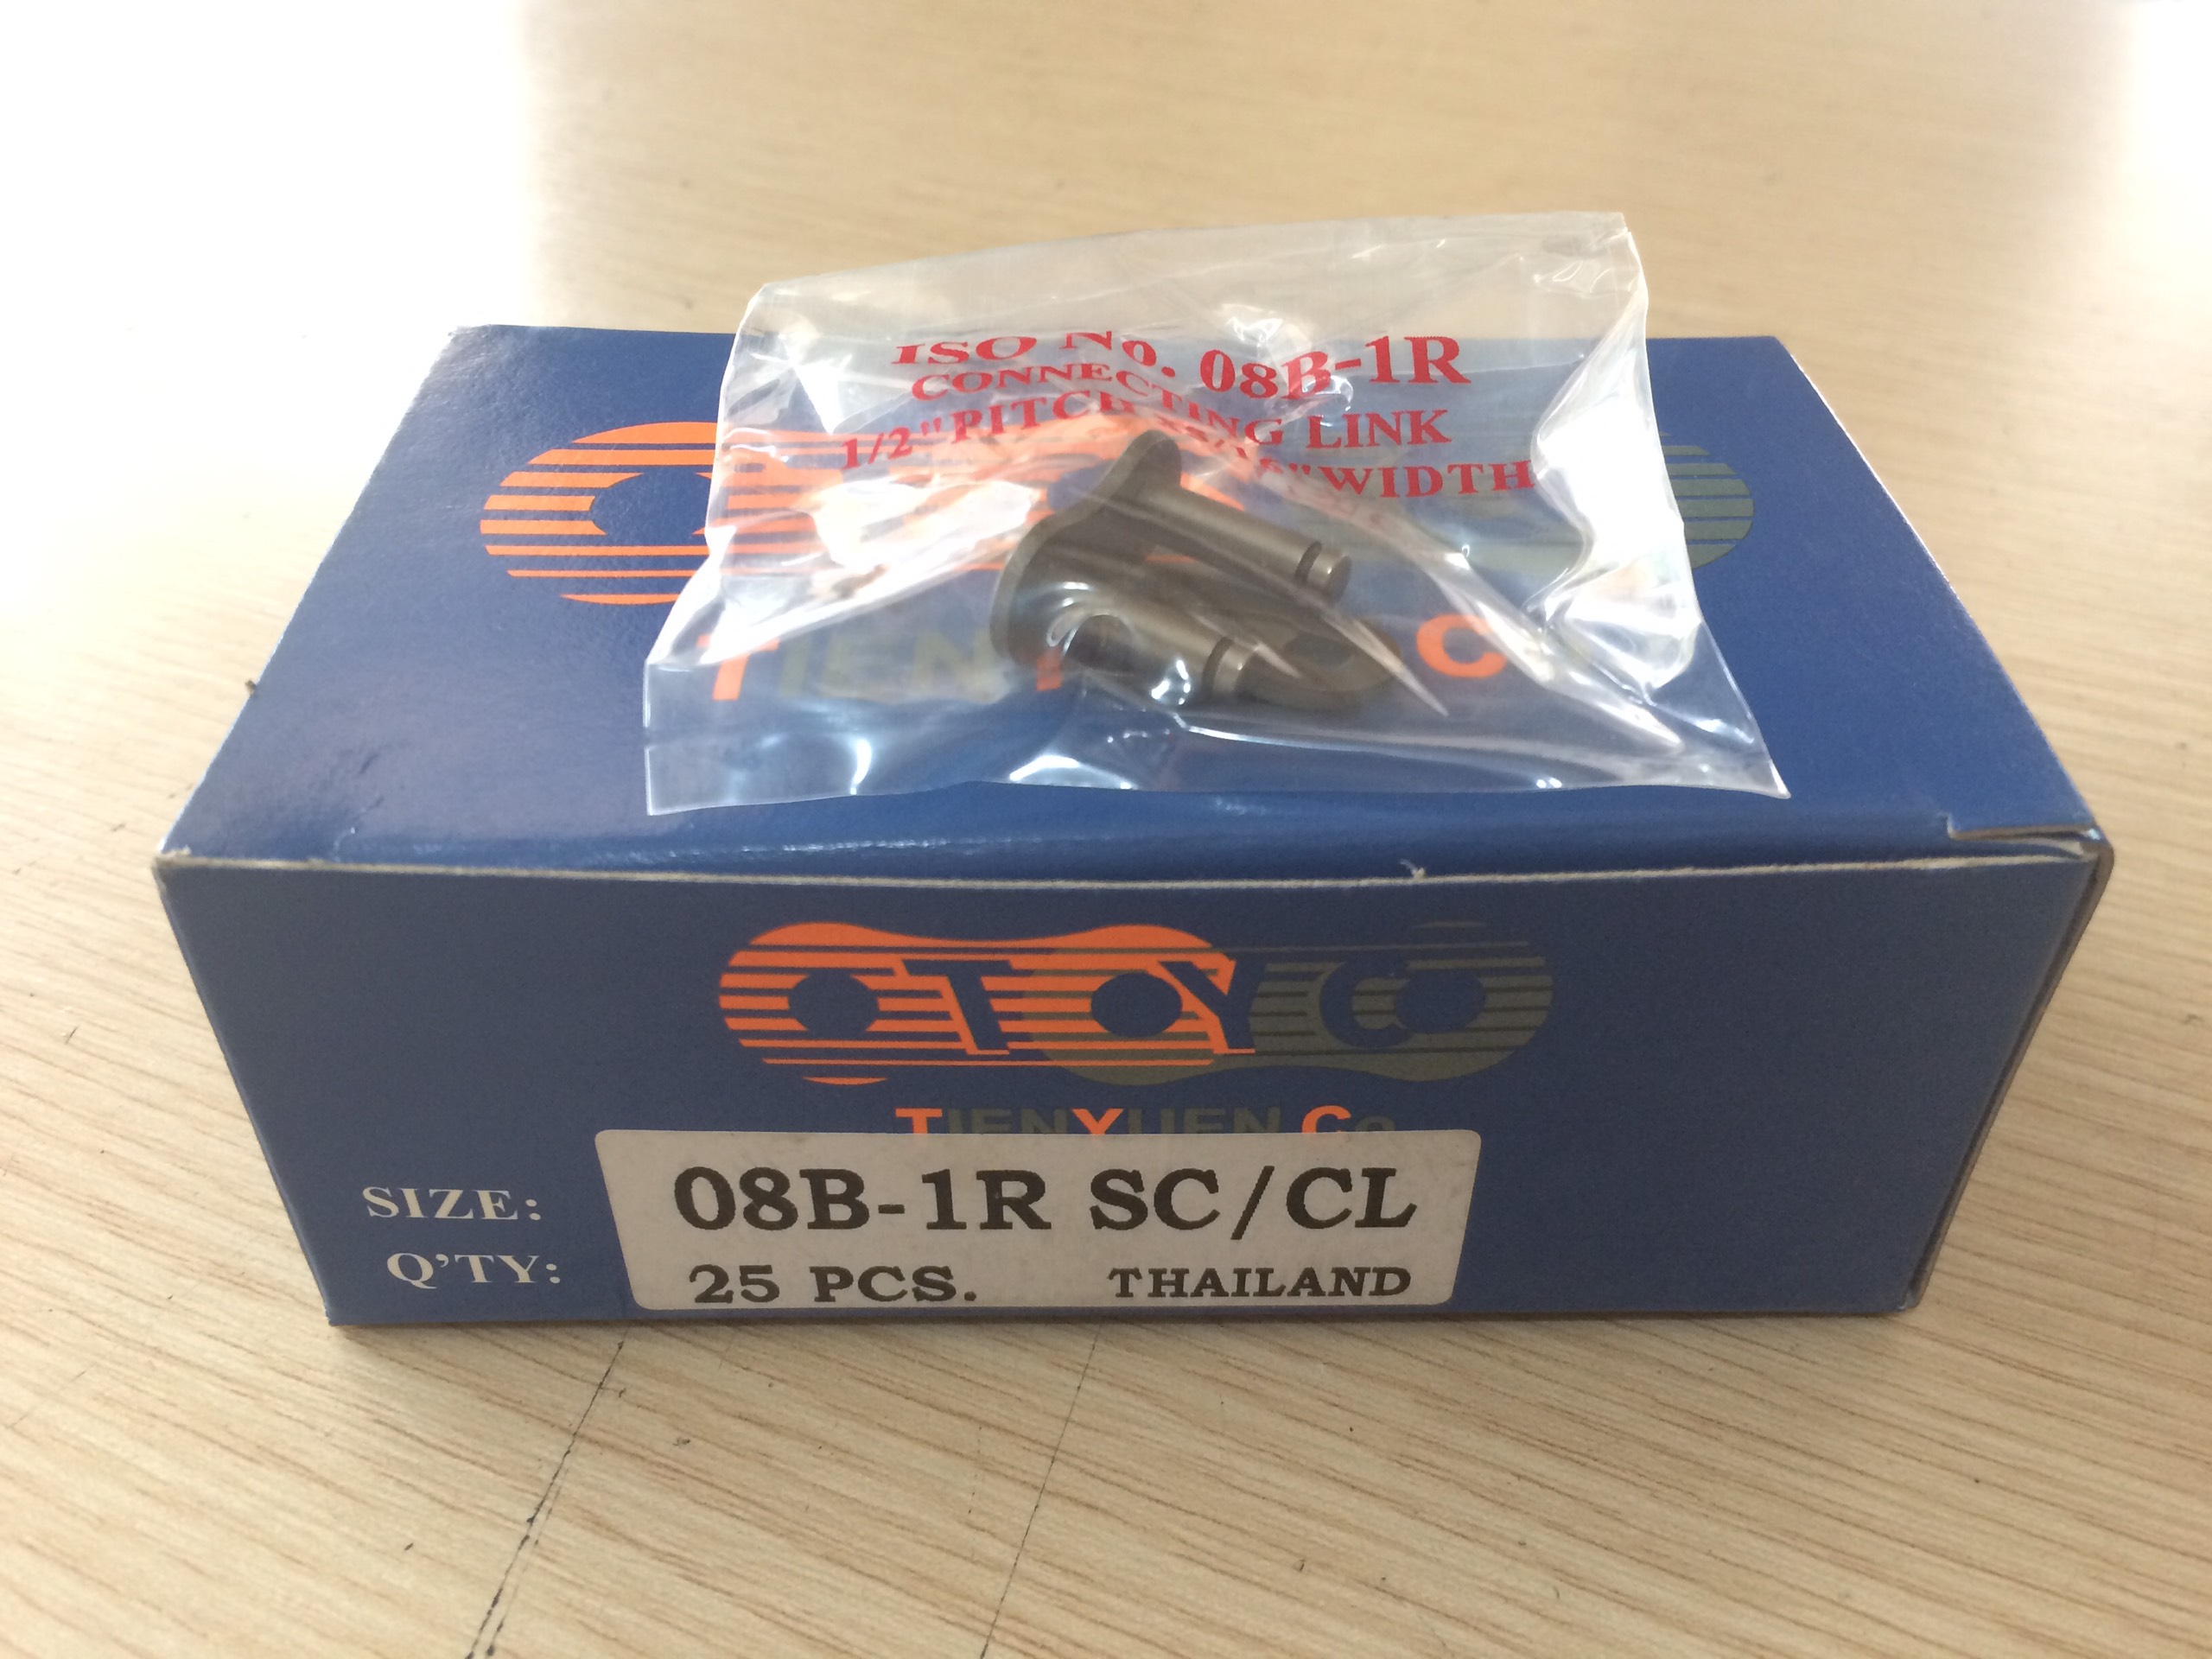 ISO No. 08B-1R
CONNECTING LINK
1/2"PITCH "WIDTH
OTOYCO
TIENYUEN Co
SIZE: 08B-1R SC/CL
Q'TY: 25 PCS. THAILAND